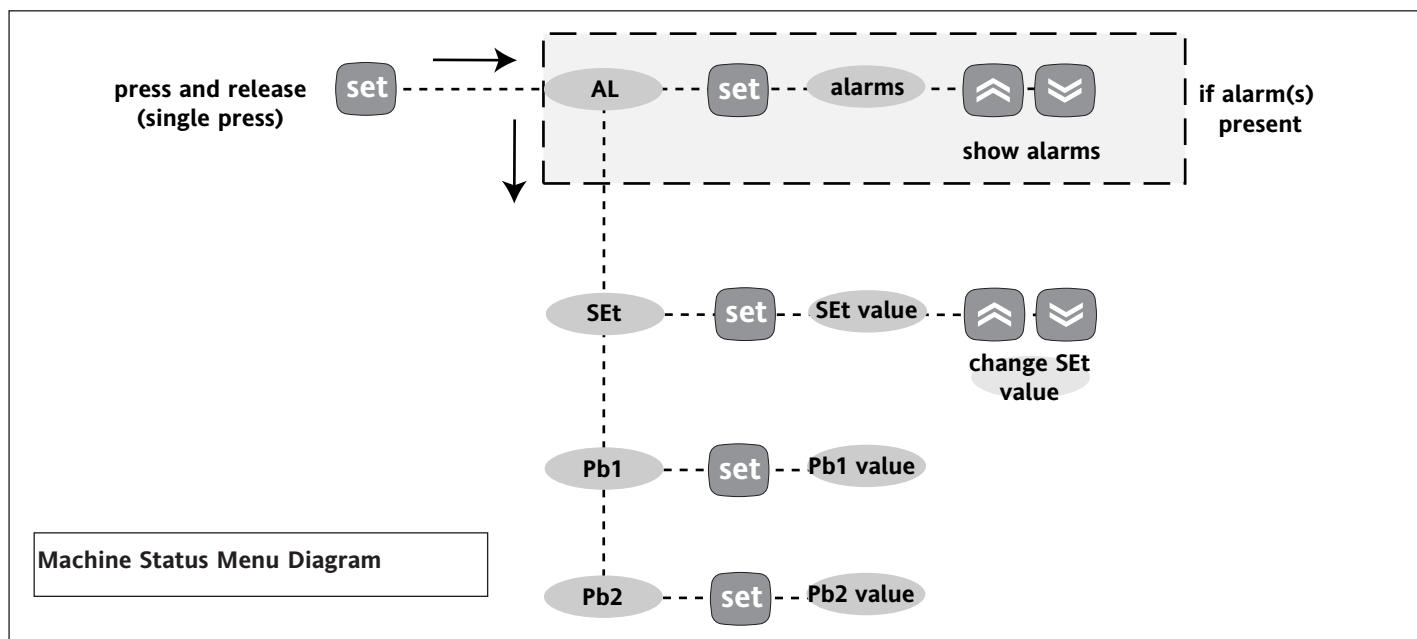 press and release
(single press)
set
AL
set
alarms
show alarms
if alarm(s)
present
SEt
set
SEt value
change SEt
value
Pb1
set
Pb1 value
Machine Status Menu Diagram
Pb2
set
Pb2 value